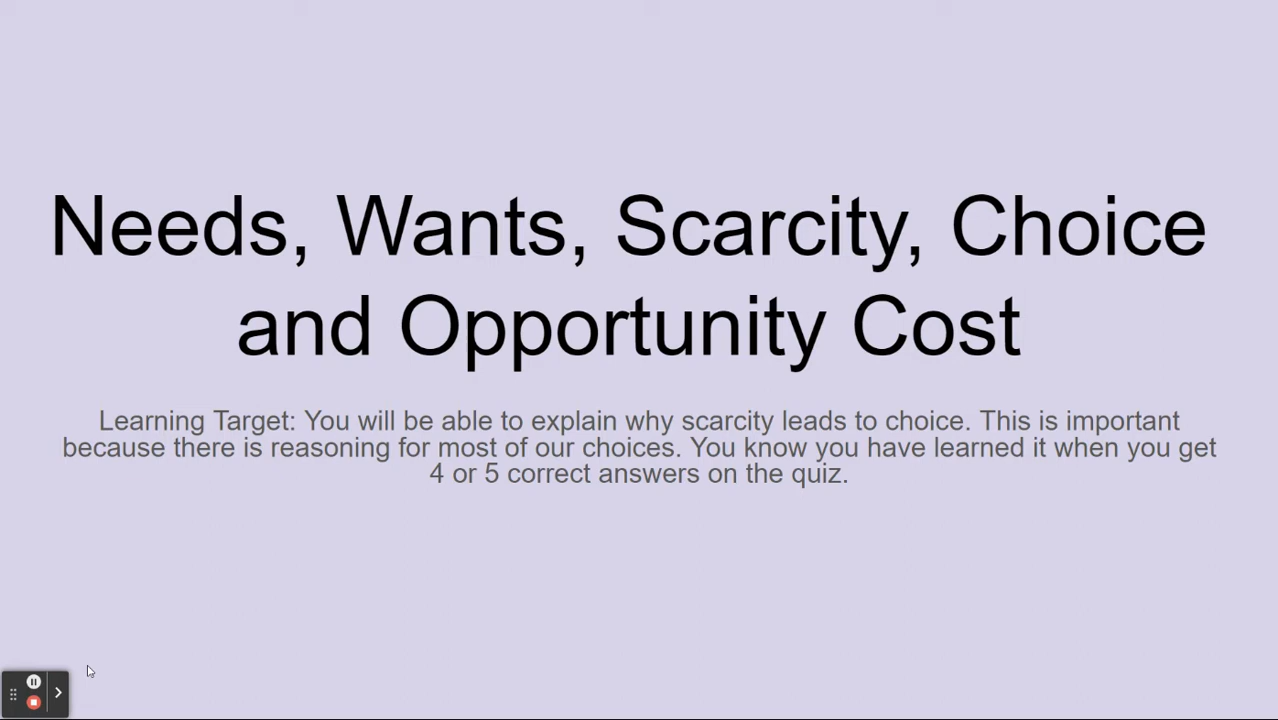 Needs, Wants, Scarcity, Choice
and Opportunity Cost
Learning Target: You will be able to explain why scarcity leads to choice. This is important
because there is reasoning for most of our choices. You know you have learned it when you get
4 or 5 correct answers on the quiz.